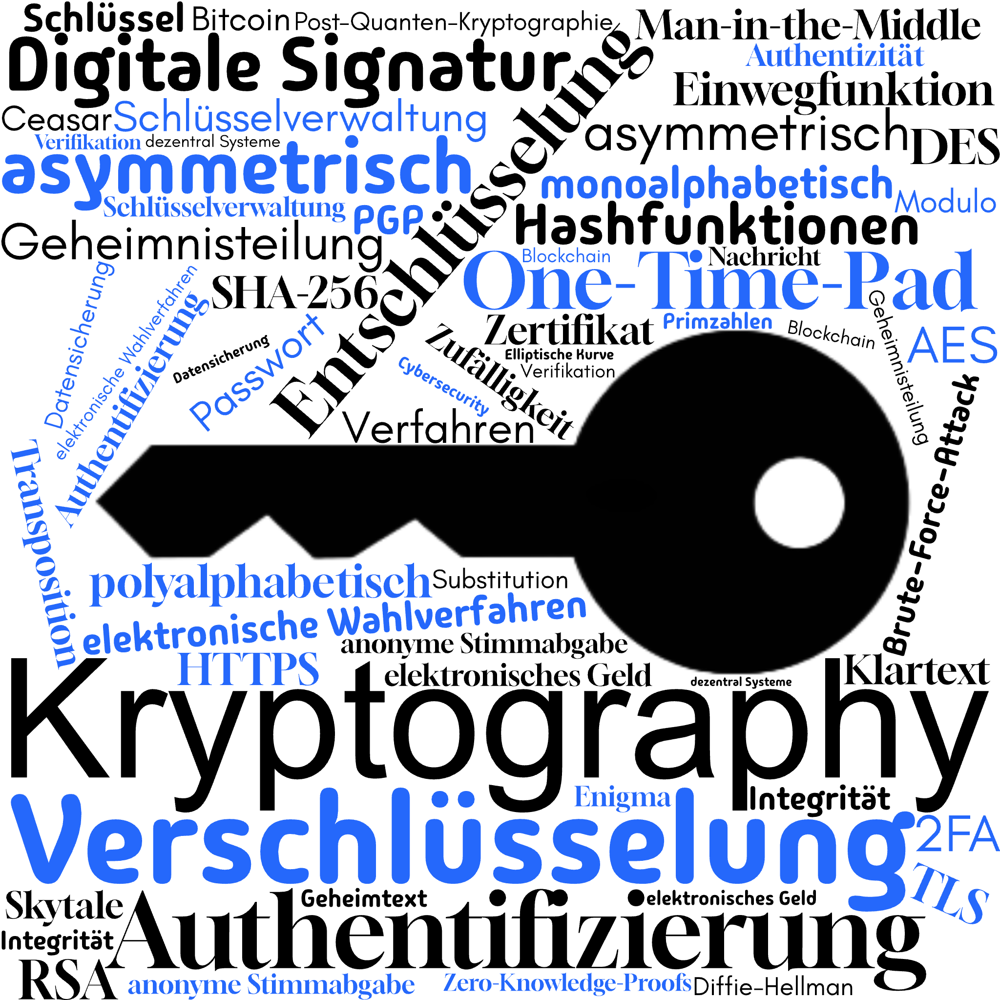 Schlüssel
Bitcoin
Post-Quanten-Kryptographie
Man-in-the-Middle
Digitale Signatur
Authentizität
Einwegfunktion
Ceasar
Schlüsselverwaltung
asymmetrisch
DES
Verifikation
dezentral Systeme
asymmetrisch
monoalphabetisch
Modulo
Schlüsselverwaltung
PGP
Entschlüsselung
Hashfunktionen
Geheimnisteilung
Blockchain
Nachricht
One-Time-Pad
SHA-256
Datensicherung
elektronische Wahlverfahren
Authentifizierung
Datensicherung
Passwort
Zertifikat
Primzahlen
Blockchain
Geheimnisteilung
AES
Zufälligkeit
Elliptische Kurve
Verifikation
Cybersecurity
Verfahren
Brute-Force-Attack
Transposition
polyalphabetisch
Substitution
elektronische Wahlverfahren
anonyme Stimmabgabe
HTTPS
elektronisches Geld
dezentral Systeme
Klartext
Kryptography
Enigma
Integrität
Verschlüsselung
2FA
TLS
Skytale
Geheimtext
elektronisches Geld
Authentifizierung
Integrität
RSA
anonyme Stimmabgabe
Zero-Knowledge-Proofs
Diffie-Hellman